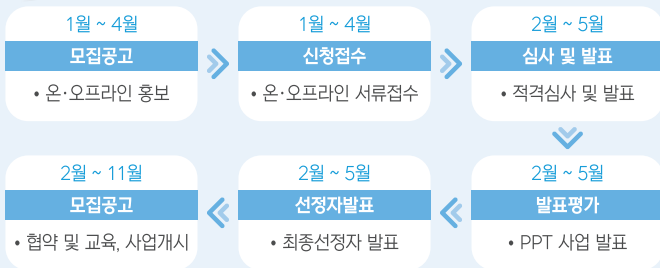 1월 ~ 4월
모집공고
• 온·오프라인 홍보
1월 ~ 4월
신청접수
• 온·오프라인 서류접수
2월 ~ 5월
심사 및 발표
• 적격심사 및 발표
2월 ~ 5월
발표평가
• PPT 사업 발표
2월 ~ 5월
선정자발표
• 최종선정자 발표
2월 ~ 11월
모집공고
• 협약 및 교육, 사업개시